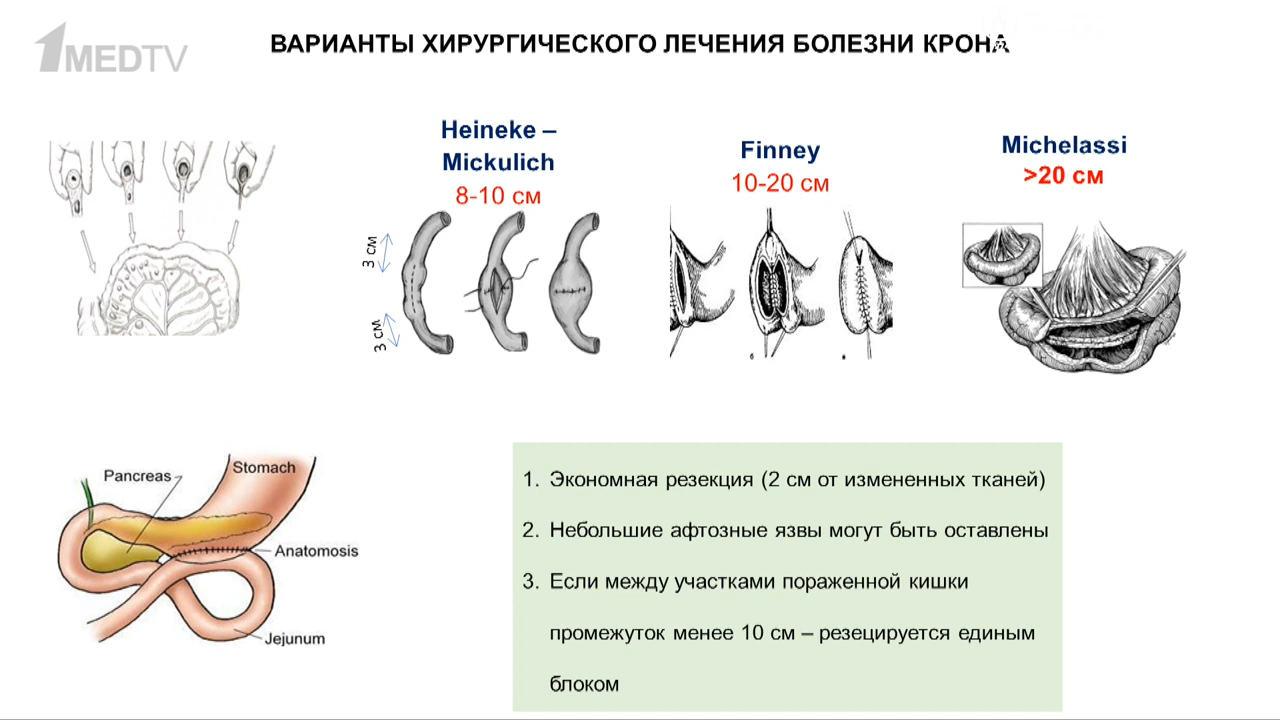 1MEDTV
ВАРИАНТЫ ХИРУРГИЧЕСКОГО ЛЕЧЕНИЯ БОЛЕЗНИ КРОНА
Heineke –
Mickulich
8-10 см
Finney
10-20 см
Michelassi
>20 см
3 см
3 см
б
в
Pancreas
Stomach
Anatomosis
Jejunum
1. Экономная резекция (2 см от измененных тканей)
2. Небольшие афтозные язвы могут быть оставлены
3. Если между участками пораженной кишки
промежуток менее 10 см – резецируется единым
блоком